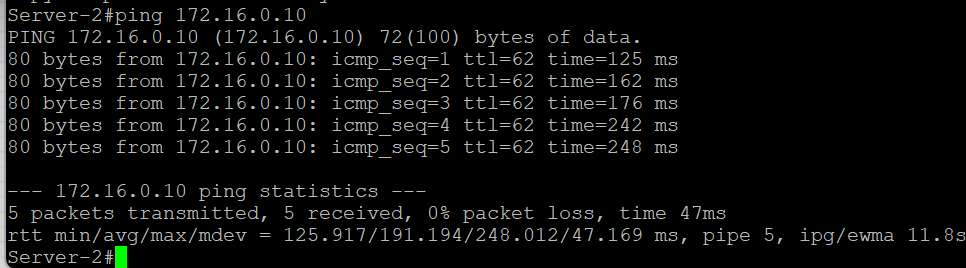 Server-2#ping 172.16.0.10
PING 172.16.0.10 (172.16.0.10) 72(100) bytes of data.
80 bytes from 172.16.0.10: icmp_seq=1 ttl=62 time=125 ms
80 bytes from 172.16.0.10: icmp_seq=2 ttl=62 time=162 ms
80 bytes from 172.16.0.10: icmp_seq=3 ttl=62 time=176 ms
80 bytes from 172.16.0.10: icmp_seq=4 ttl=62 time=242 ms
80 bytes from 172.16.0.10: icmp_seq=5 ttl=62 time=248 ms
--- 172.16.0.10 ping statistics ---
5 packets transmitted, 5 received, 0% packet loss, time 47ms
rtt min/avg/max/mdev = 125.917/191.194/248.012/47.169 ms, pipe 5, ipg/ewma 11.8
Server-2#